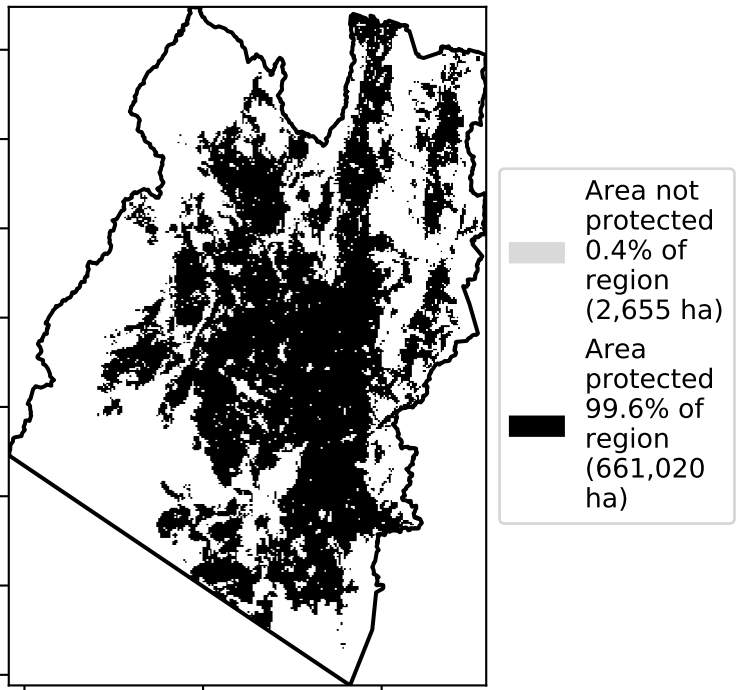 Area not
protected
0.4% of
region
(2,655 ha)
Area
protected
99.6% of
region
(661,020
ha)